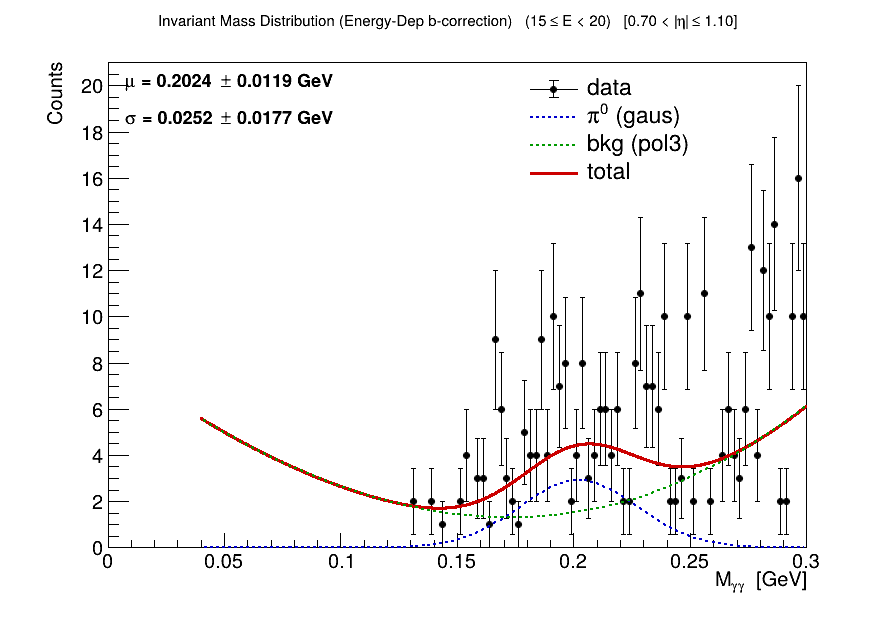 Invariant Mass Distribution (Energy-Dep b-correction) (15 ≤ E < 20) [0.70 < |η| ≤ 1.10]
Counts
μ = 0.2024 ± 0.0119 GeV
σ = 0.0252 ± 0.0177 GeV
data
π⁰ (gaus)
bkg (pol3)
total
20
18
16
14
12
10
8
6
4
2
0
0 0.05 0.1 0.15 0.2 0.25 0.3
Mγγ [GeV]